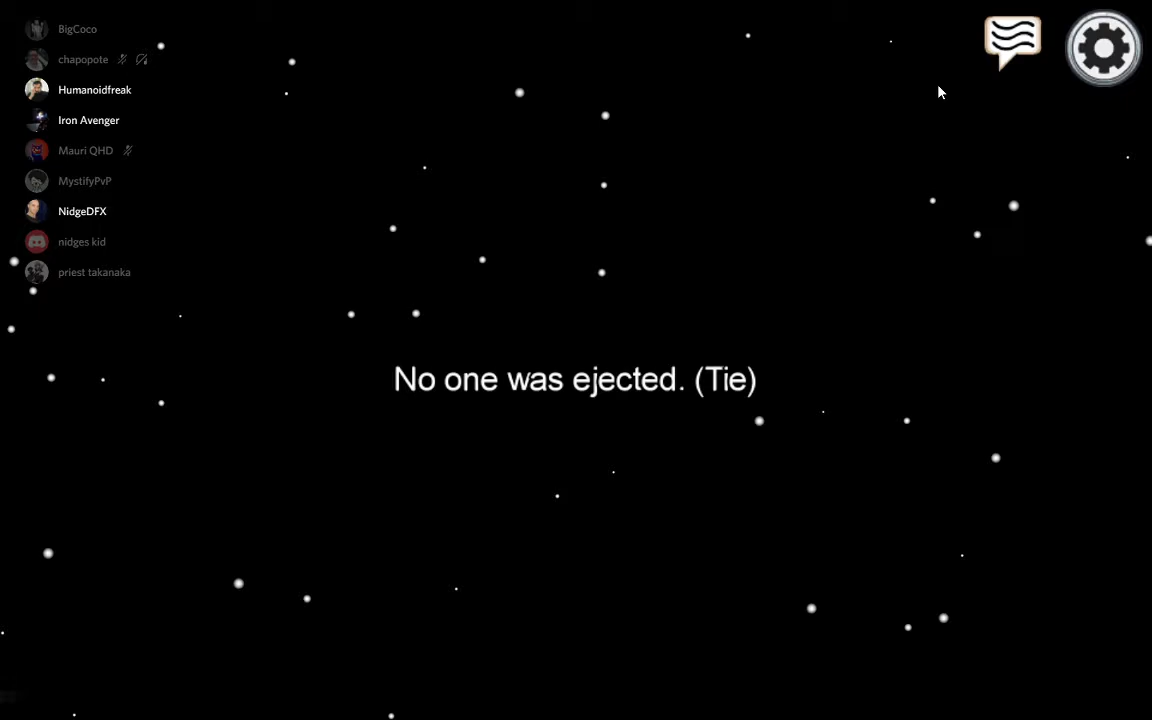 BigCoco
chapopote
Humanoidfreak
Iron Avenger
Mauri QHD
MystifyPvP
NidgeDFX
nidges kid
priest takanaka
No one was ejected. (Tie)